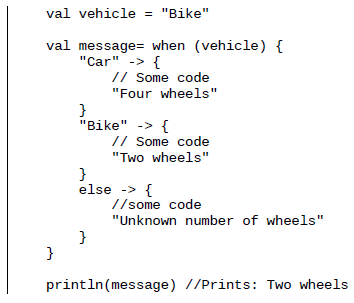 val vehicle = "Bike"
val message= when (vehicle) {
"Car" -> {
// Some code
"Four wheels"
}
"Bike" -> {
// Some code
"Two wheels"
}
else -> {
//some code
"Unknown number of wheels"
}
}
println(message) //Prints: Two wheels